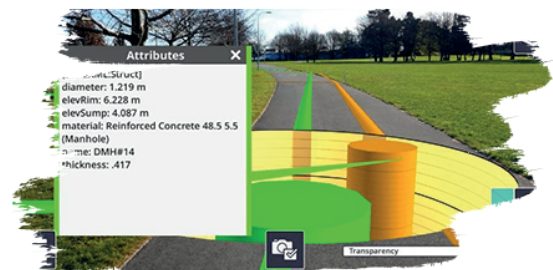 Attributes
diameter: 1.219 m
elevRim: 6.228 m
elevSump: 4.087 m
material: Reinforced Concrete 48.5 5.5
(Manhole)
DMH#14
thickness: .417
Transparency